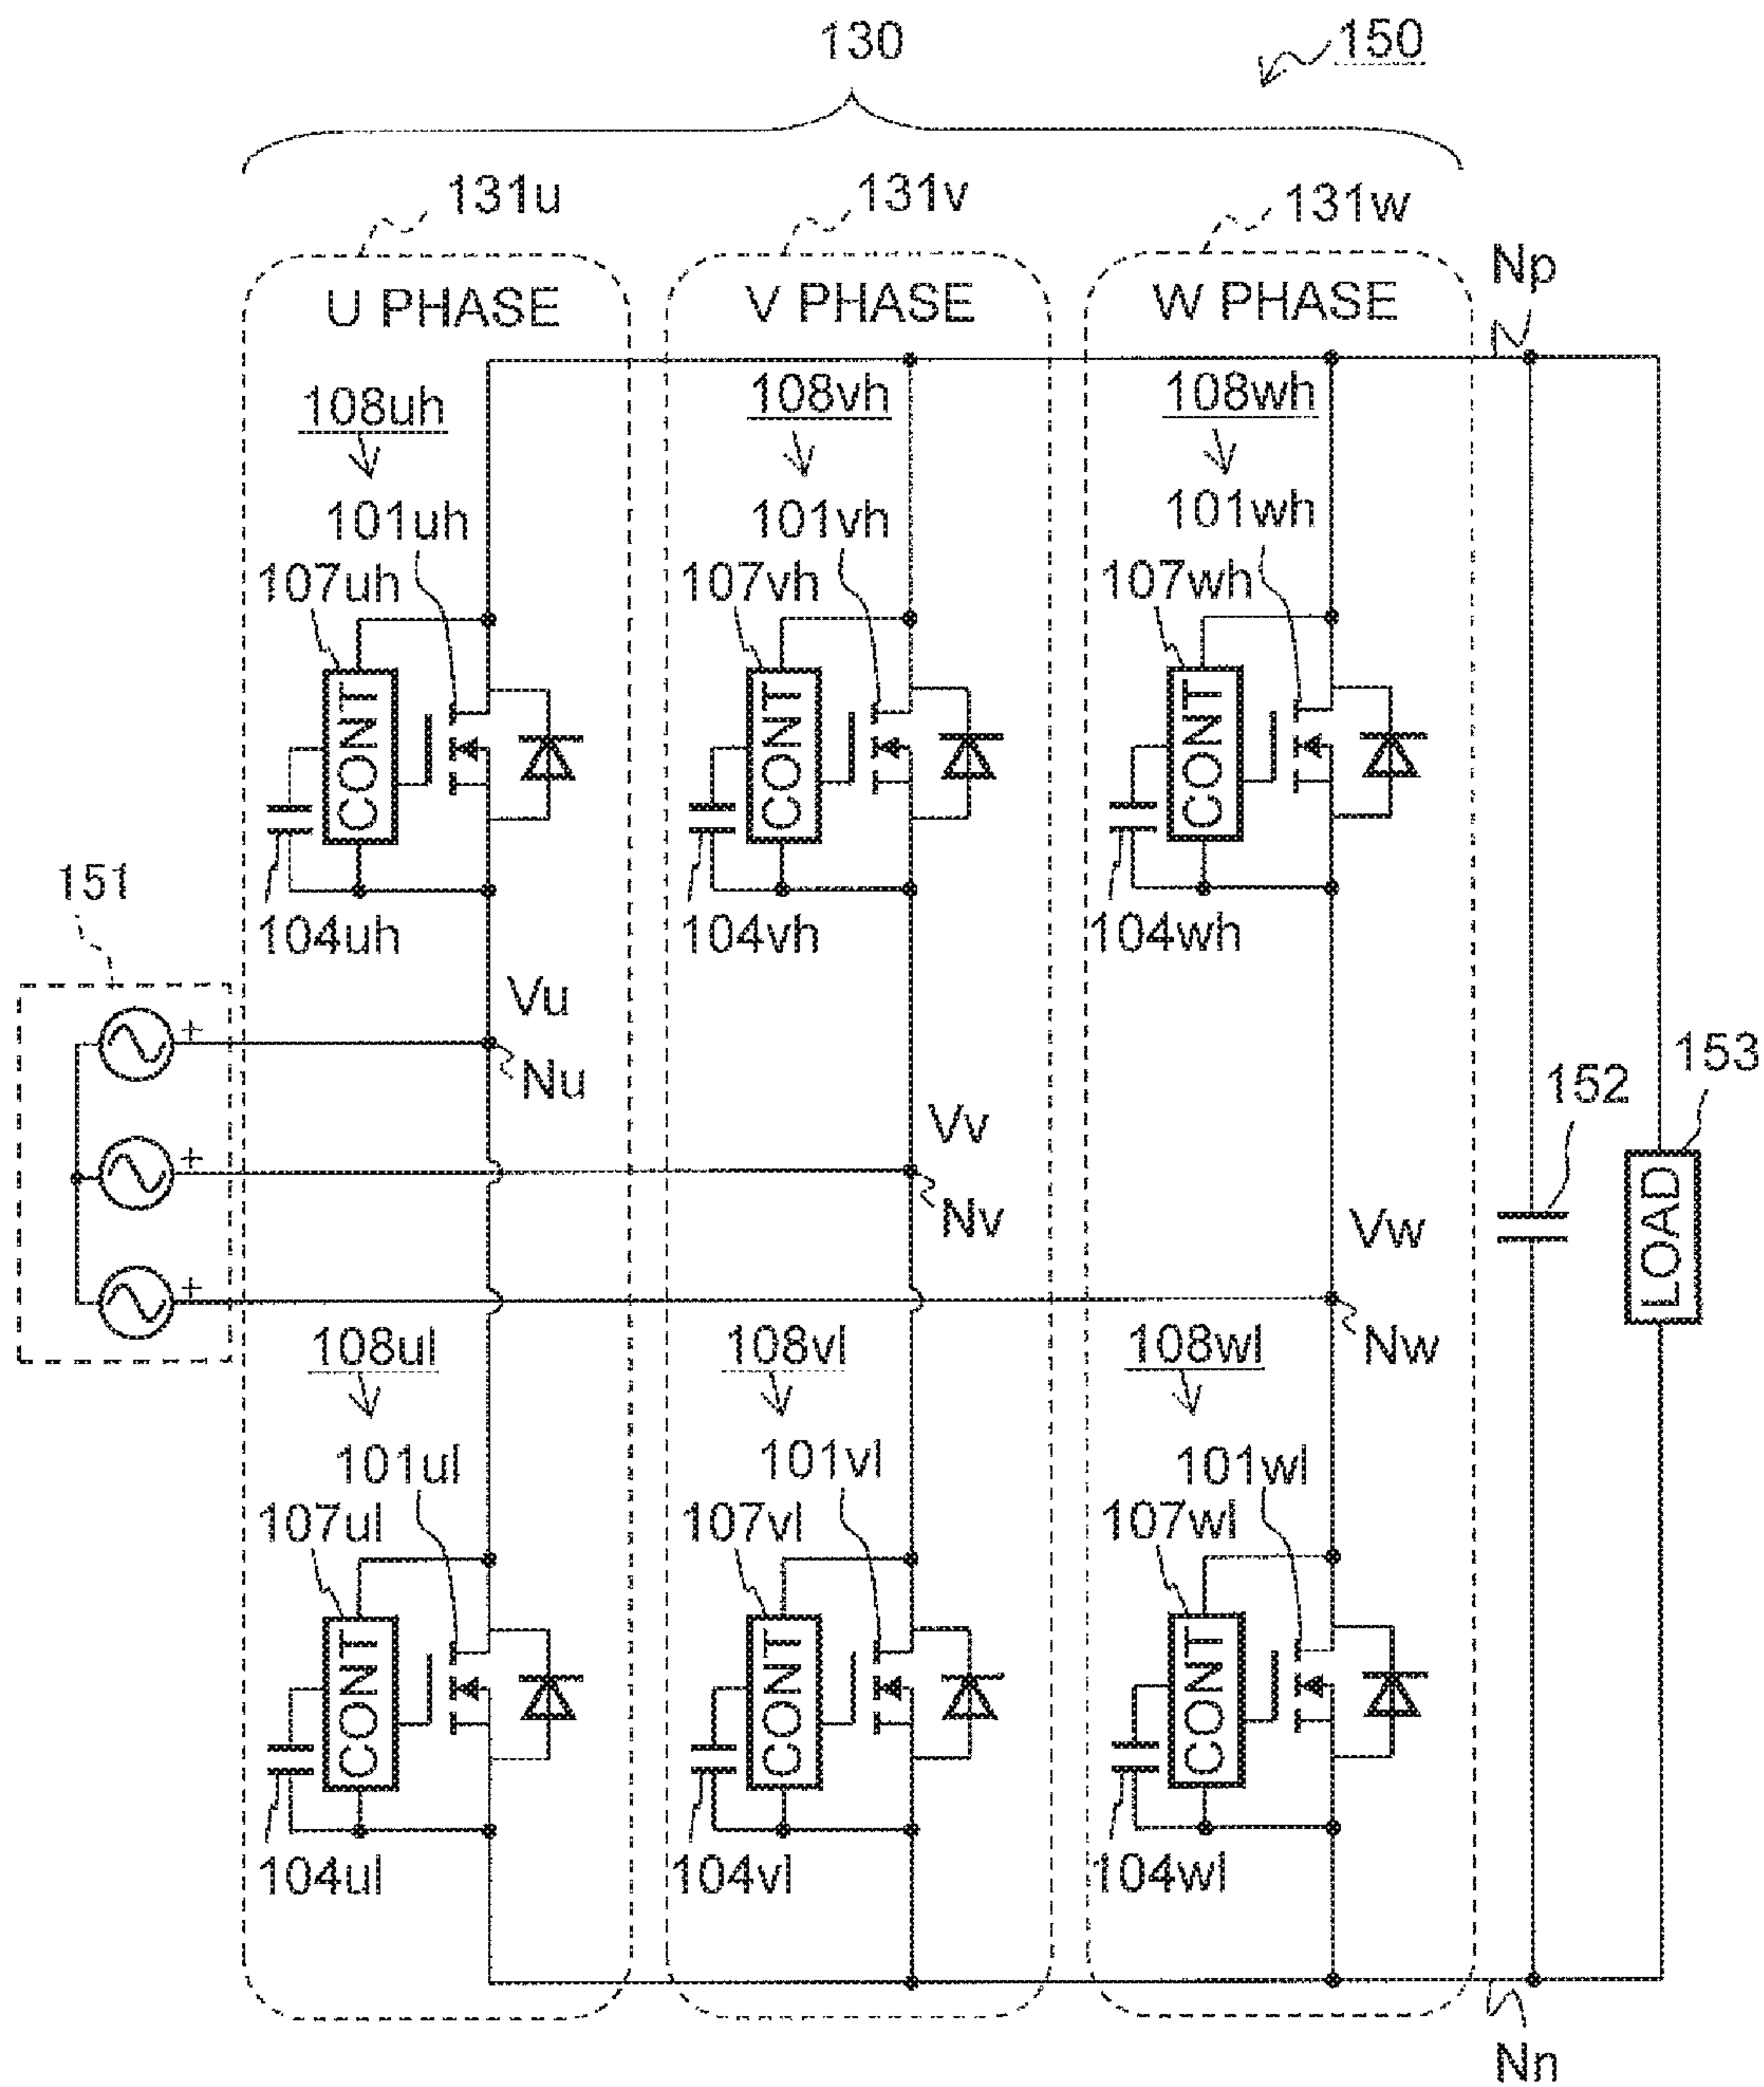 130
150
131u
131v
131w
Np
U PHASE
V PHASE
W PHASE
108uh
108vh
108wh
101uh
101vh
101wh
107uh
107vh
107wh
CONT
CONT
CONT
151
104uh
104vh
104wh
Vu
+
Nu
153
152
Vv
+
Nv
LOAD
Vw
+
Nw
108ul
108vl
108wl
101ul
101vl
101wl
107ul
107vl
107wl
CONT
CONT
CONT
104ul
104vl
104wl
Nn